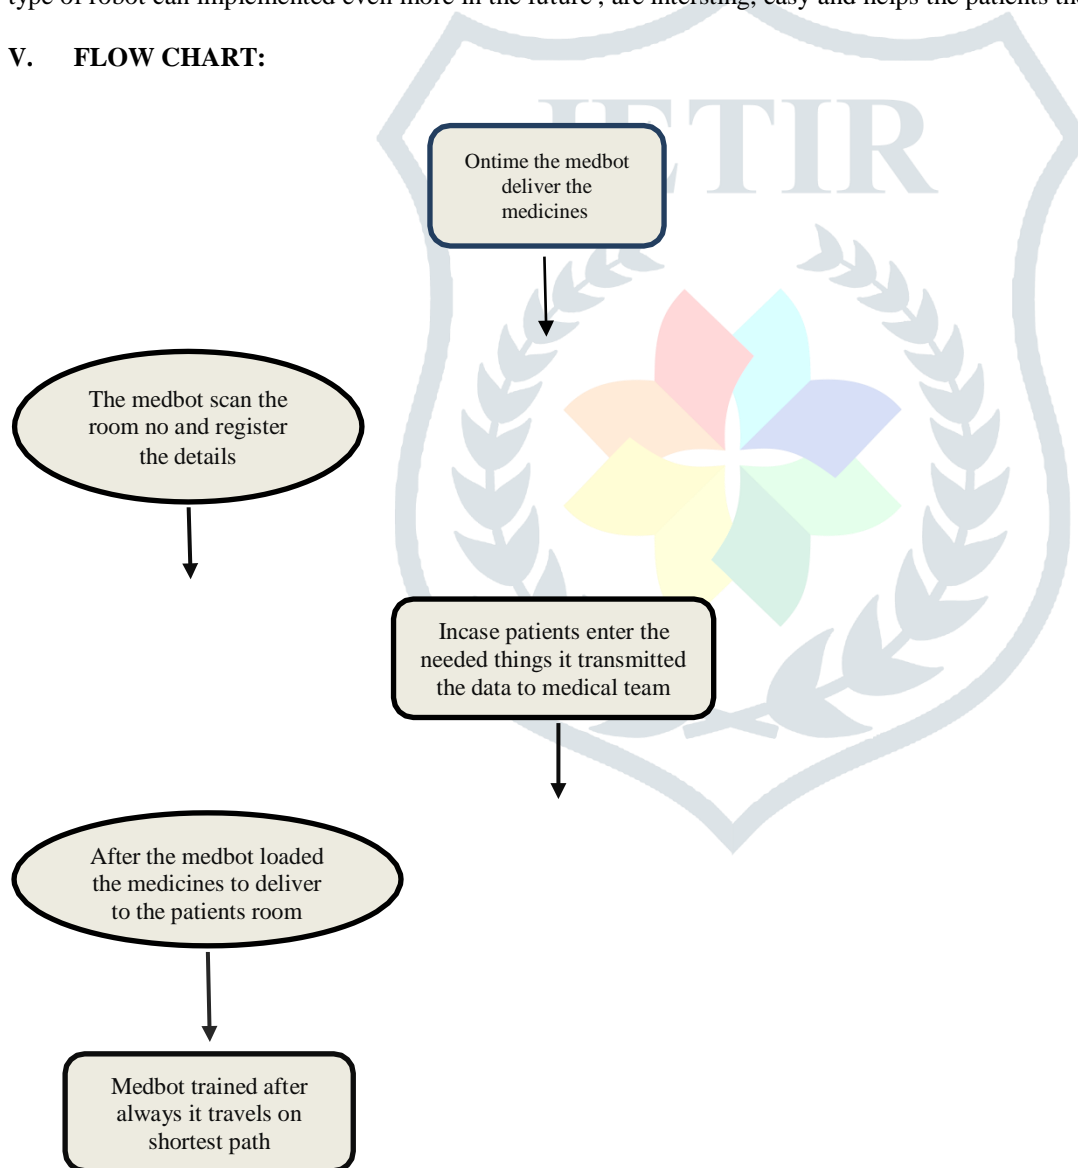 type of robot can implemented even more in the future , are intersting, easy and helps the patients
V. FLOW CHART:
JETIR
Ontime the medbot
deliver the
medicines
The medbot scan the
room no and register
the details
Incase patients enter the
needed things it transmitted
the data to medical team
After the medbot loaded
the medicines to deliver
to the patients room
Medbot trained after
always it travels on
shortest path